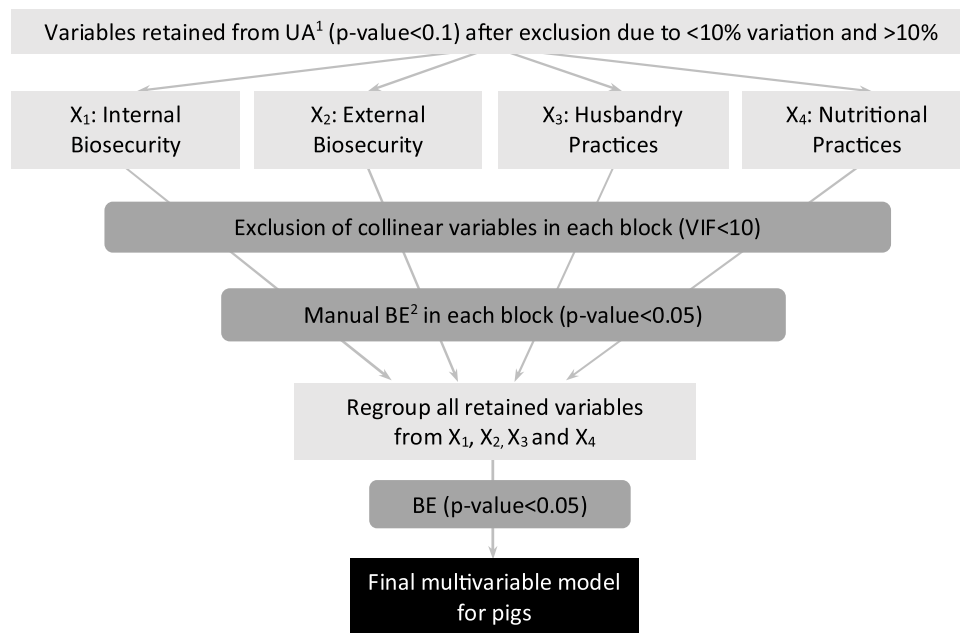 Variables retained from UA¹ (p-value<0.1) after exclusion due to <10% variation and >10%
X₁: Internal
Biosecurity
X₂: External
Biosecurity
X₃: Husbandry
Practices
X₄: Nutritional
Practices
Exclusion of collinear variables in each block (VIF<10)
Manual BE² in each block (p-value<0.05)
Regroup all retained variables
from X₁, X₂, X₃ and X₄
BE (p-value<0.05)
Final multivariable model
for pigs